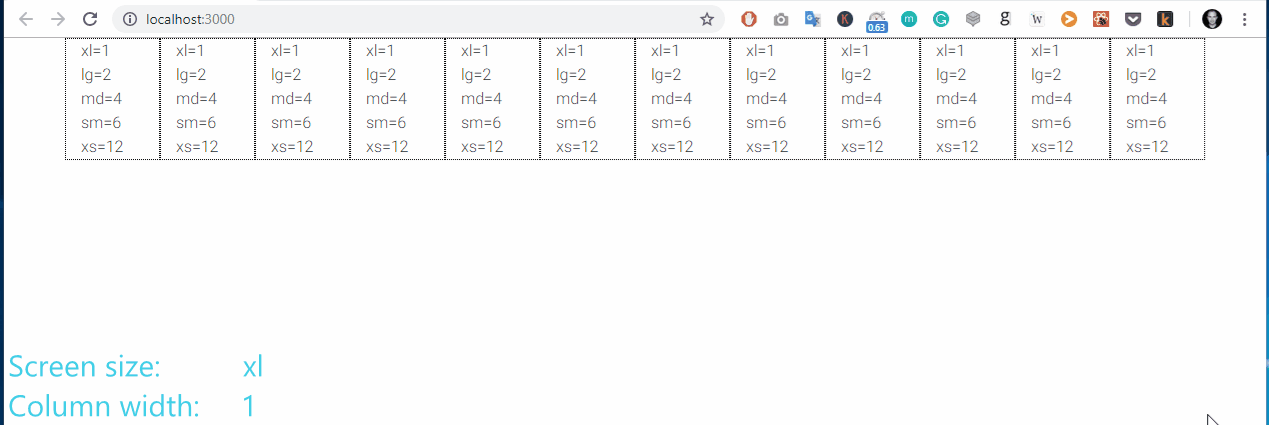 localhost:3000
0.63
xl=1 xl=1 xl=1 xl=1 xl=1 xl=1 xl=1 xl=1 xl=1 xl=1 xl=1 xl=1
lg=2 lg=2 lg=2 lg=2 lg=2 lg=2 lg=2 lg=2 lg=2 lg=2 lg=2 lg=2
md=4 md=4 md=4 md=4 md=4 md=4 md=4 md=4 md=4 md=4 md=4 md=4
sm=6 sm=6 sm=6 sm=6 sm=6 sm=6 sm=6 sm=6 sm=6 sm=6 sm=6 sm=6
xs=12 xs=12 xs=12 xs=12 xs=12 xs=12 xs=12 xs=12 xs=12 xs=12 xs=12 xs=12
Screen size: xl
Column width: 1